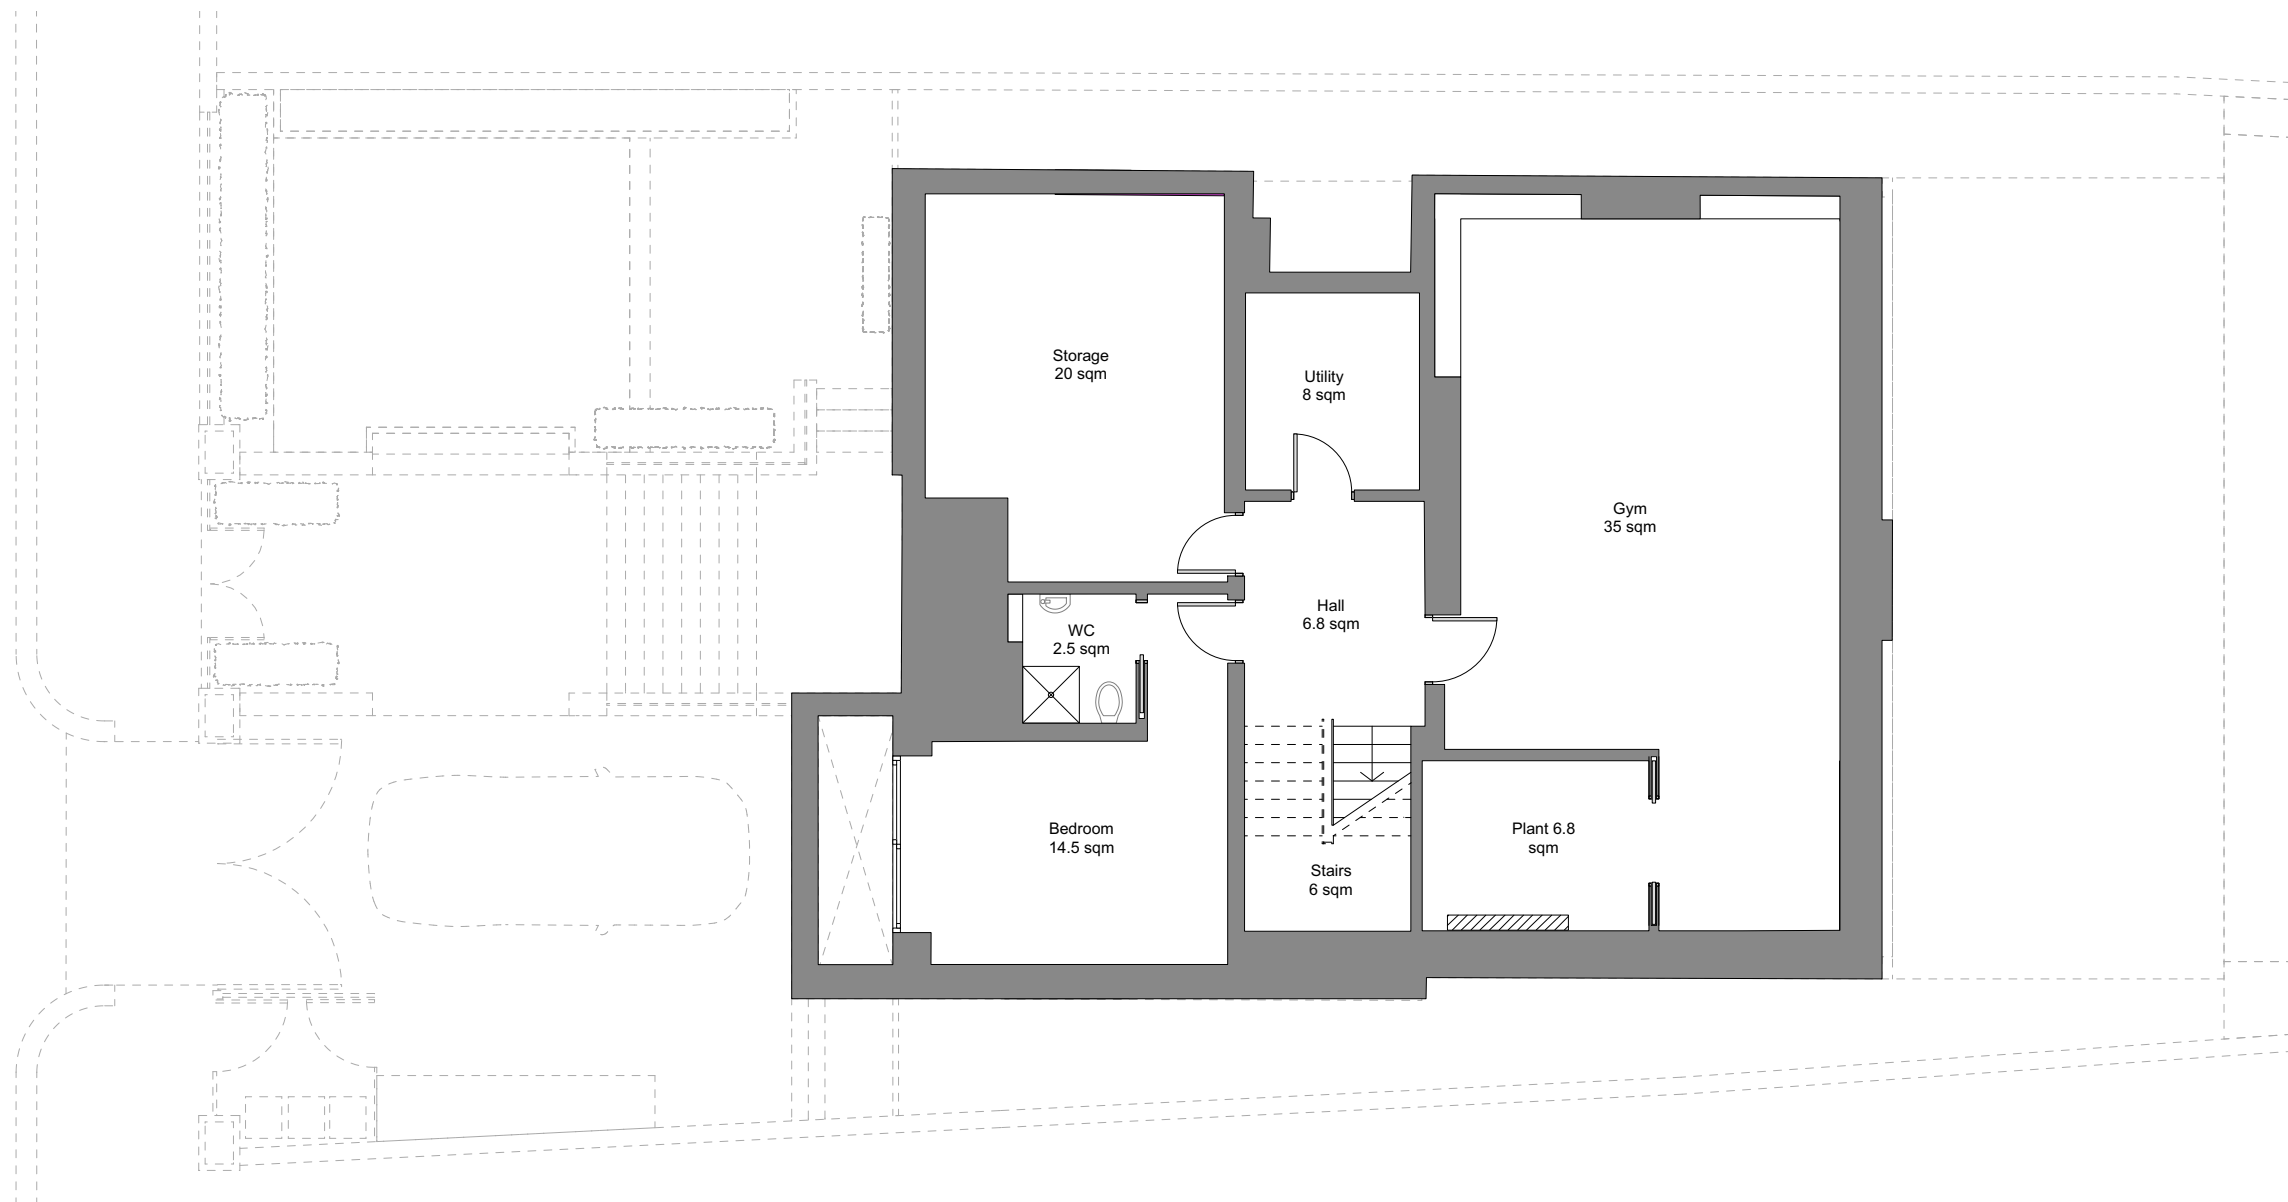 Storage
20 sqm
Utility
8 sqm
Gym
35 sqm
Hall
6.8 sqm
WC
2.5 sqm
Bedroom
14.5 sqm
Plant 6.8
sqm
Stairs
6 sqm